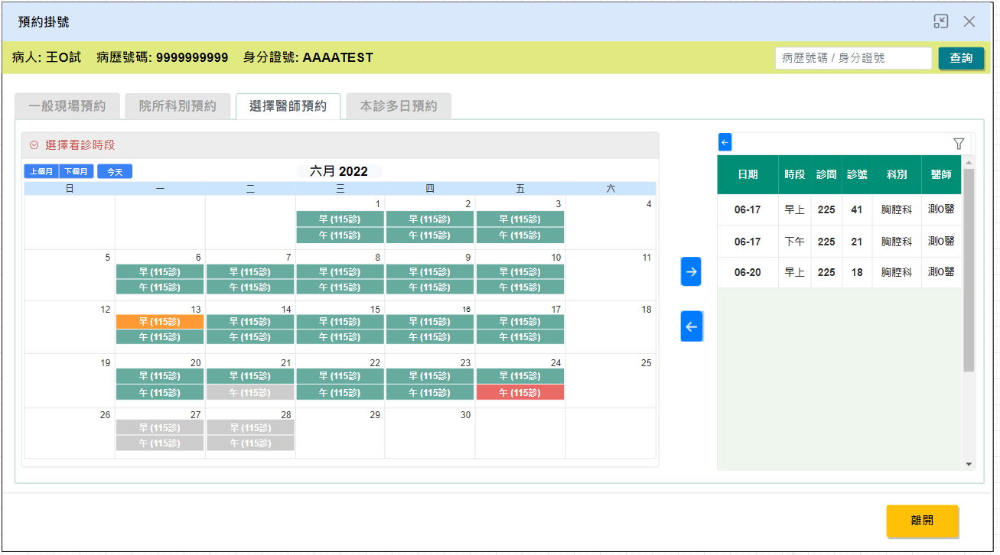 預約掛號
病人: 王O試 病歷號碼: 9999999999 身分證號: AAAATEST 病歷號碼 / 身分證號 查詢
一般現場預約 院所科別預約 選擇醫師預約 本診多日預約
選擇看診時段
上個月 下個月 今天 六月 2022
日 一 二 三 四 五 六
1 2 3 4
早 (115診) 早 (115診) 早 (115診)
午 (115診) 午 (115診) 午 (115診)
5 6 7 8 9 10 11
早 (115診) 早 (115診) 早 (115診) 早 (115診) 早 (115診)
午 (115診) 午 (115診) 午 (115診) 午 (115診) 午 (115診)
12 13 14 15 16 17 18
早 (115診) 早 (115診) 早 (115診) 早 (115診) 早 (115診)
午 (115診) 午 (115診) 午 (115診) 午 (115診) 午 (115診)
19 20 21 22 23 24 25
早 (115診) 早 (115診) 早 (115診) 早 (115診) 早 (115診)
午 (115診) 午 (115診) 午 (115診) 午 (115診) 午 (115診)
26 27 28 29 30
早 (115診) 早 (115診)
午 (115診) 午 (115診)
日期 時段 診間 診號 科別 醫師
06-17 早上 225 41 胸腔科 測O醫
06-17 下午 225 21 胸腔科 測O醫
06-20 早上 225 18 胸腔科 測O醫
離開